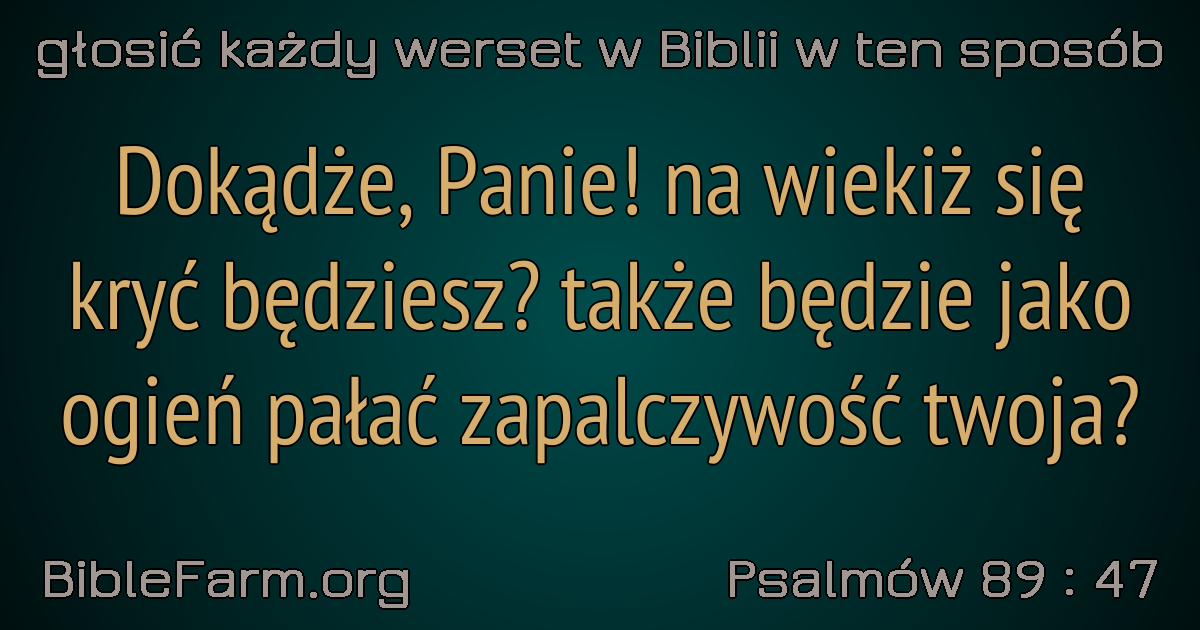 głosić każdy werset w Biblii w ten sposób
Dokądże, Panie! na wiekiż się
kryć będziesz? także będzie jako
ogień pałać zapalczywość twoja?
BibleFarm.org
Psalmów 89 : 47